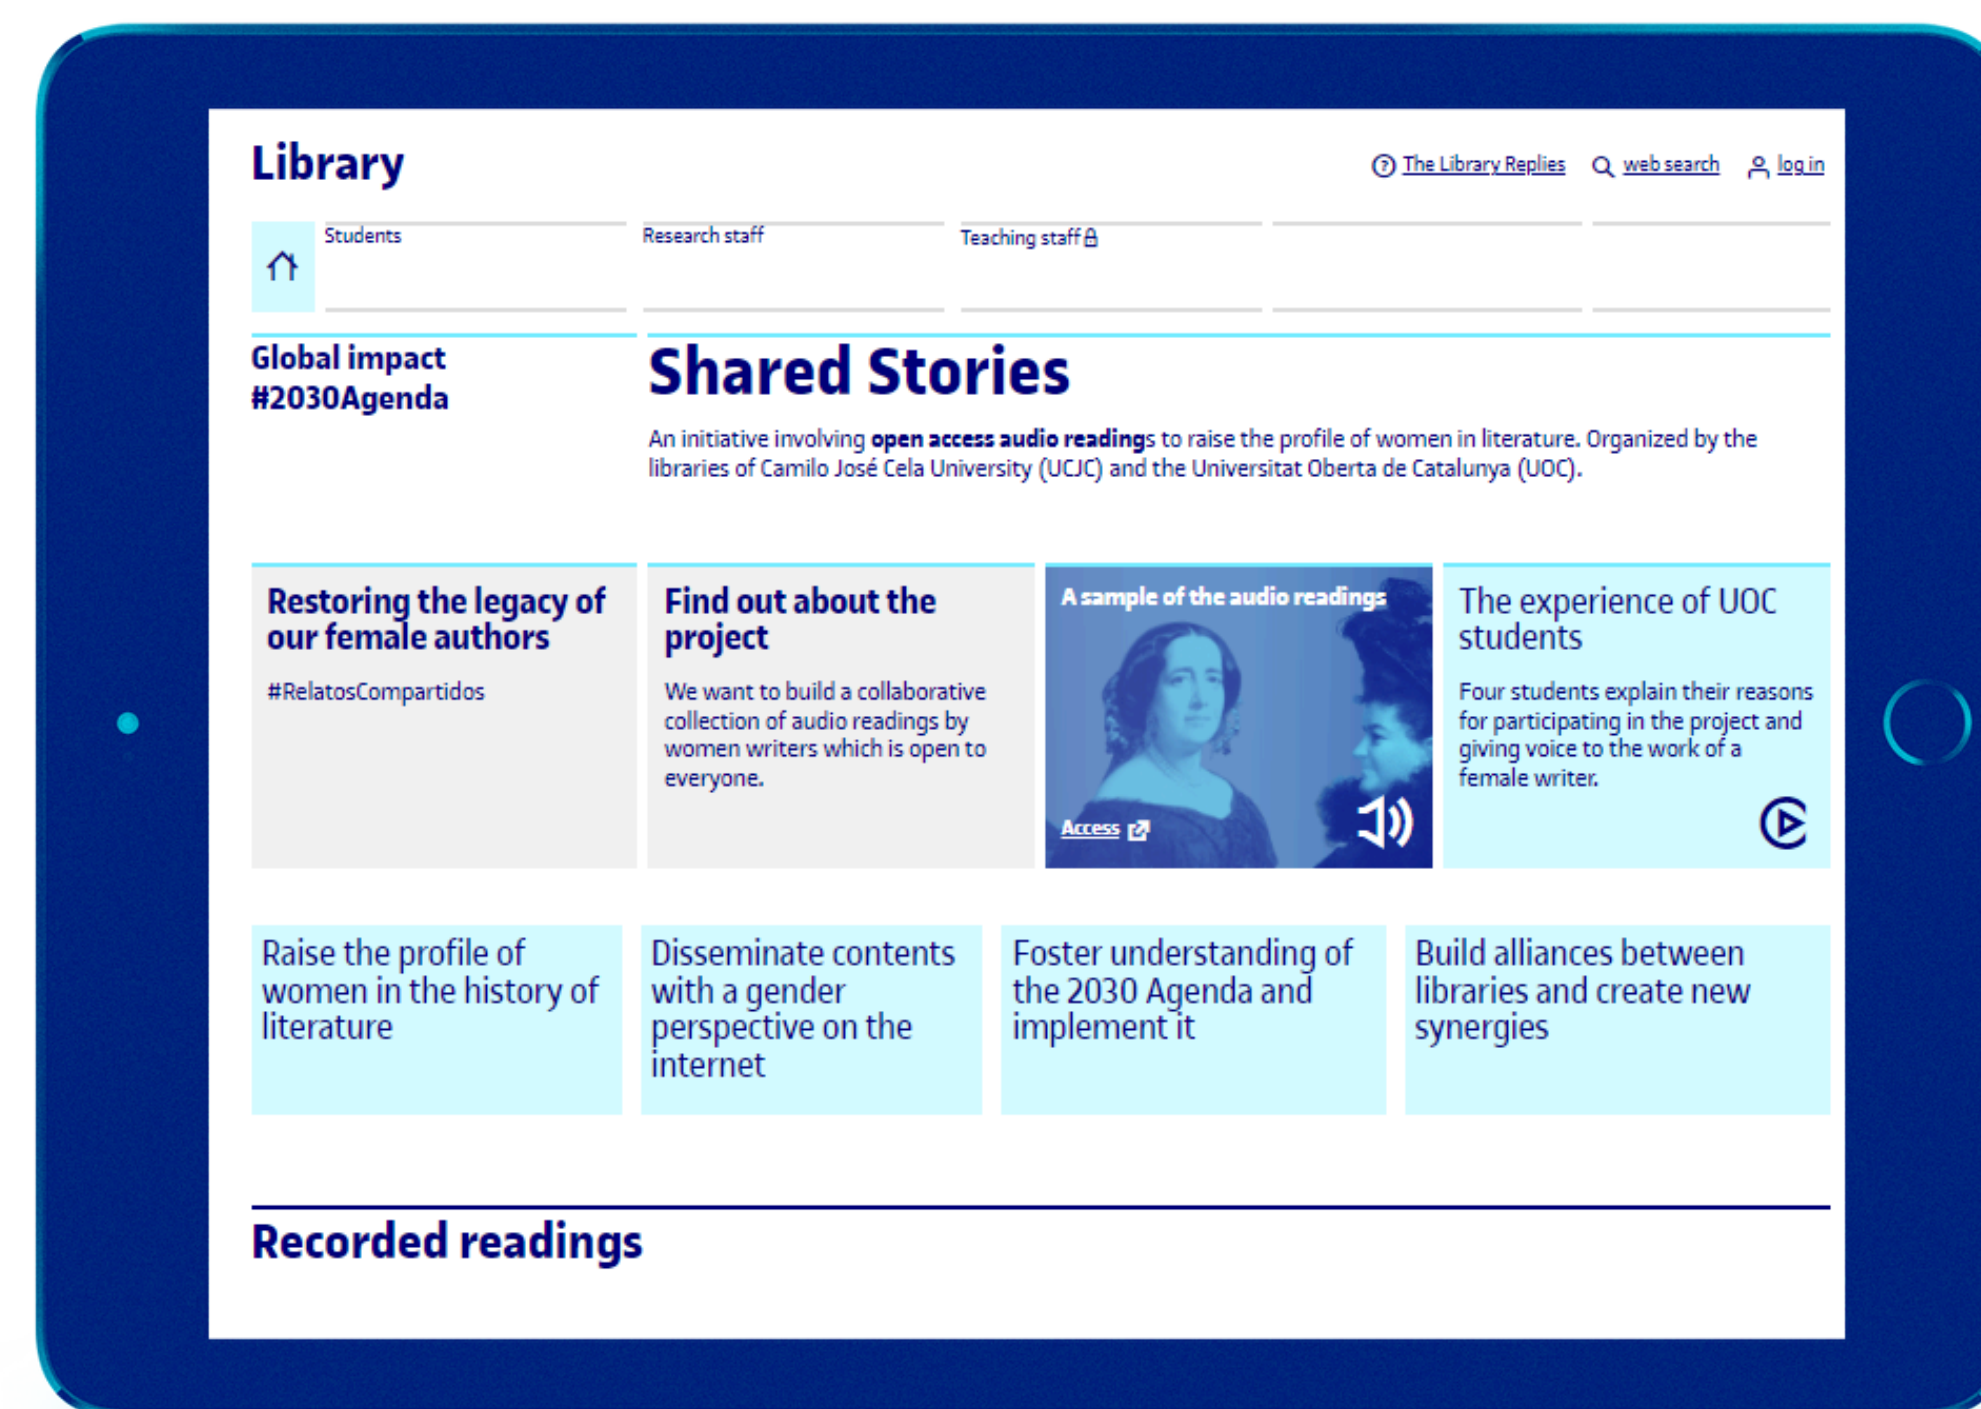 Library
The Library Replies
web search
log in
Students
Research staff
Teaching staff
Global impact
#2030Agenda
Shared Stories
An initiative involving open access audio readings to raise the profile of women in literature. Organized by the
libraries of Camilo José Cela University (UCJC) and the Universitat Oberta de Catalunya (UOC).
Restoring the legacy of
our female authors
#RelatosCompartidos
Find out about the
project
We want to build a collaborative
collection of audio readings by
women writers which is open to
everyone.
A sample of the audio readings
Access
The experience of UOC
students
Four students explain their reasons
for participating in the project and
giving voice to the work of a
female writer.
Raise the profile of
women in the history of
literature
Disseminate contents
with a gender
perspective on the
internet
Foster understanding of
the 2030 Agenda and
implement it
Build alliances between
libraries and create new
synergies
Recorded readings